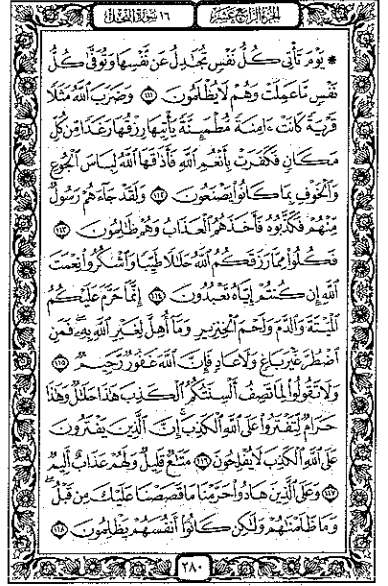 الجزء الرابع عشر ١٦ سورة النحل
* يَوْمَ تَأْتِى كُلُّ نَفْسٍ تُجَٰدِلُ عَن نَّفْسِهَا وَتُوَفَّىٰ كُلُّ
نَفْسٍ مَّا عَمِلَتْ وَهُمْ لَا يُظْلَمُونَ ١١١ وَضَرَبَ ٱللَّهُ مَثَلًا
قَرْيَةً كَانَتْ ءَامِنَةً مُّطْمَئِنَّةً يَأْتِيهَا رِزْقُهَا رَغَدًا مِّن كُلِّ
مَكَانٍ فَكَفَرَتْ بِأَنْعُمِ ٱللَّهِ فَأَذَٰقَهَا ٱللَّهُ لِبَاسَ ٱلْجُوعِ
وَٱلْخَوْفِ بِمَا كَانُوا۟ يَصْنَعُونَ ١١٢ وَلَقَدْ جَآءَهُمْ رَسُولٌ
مِّنْهُمْ فَكَذَّبُوهُ فَأَخَذَهُمُ ٱلْعَذَابُ وَهُمْ ظَٰلِمُونَ ١١٣
فَكُلُوا۟ مِمَّا رَزَقَكُمُ ٱللَّهُ حَلَٰلًا طَيِّبًا وَٱشْكُرُوا۟ نِعْمَتَ
ٱللَّهِ إِن كُنتُمْ إِيَّاهُ تَعْبُدُونَ ١١٤ إِنَّمَا حَرَّمَ عَلَيْكُمُ
ٱلْمَيْتَةَ وَٱلدَّمَ وَلَحْمَ ٱلْخِنزِيرِ وَمَآ أُهِلَّ لِغَيْرِ ٱللَّهِ بِهِۦ فَمَنِ
ٱضْطُرَّ غَيْرَ بَاغٍ وَلَا عَادٍ فَإِنَّ ٱللَّهَ غَفُورٌ رَّحِيمٌ ١١٥
وَلَا تَقُولُوا۟ لِمَا تَصِفُ أَلْسِنَتُكُمُ ٱلْكَذِبَ هَٰذَا حَلَٰلٌ وَهَٰذَا
حَرَامٌ لِّتَفْتَرُوا۟ عَلَى ٱللَّهِ ٱلْكَذِبَ إِنَّ ٱلَّذِينَ يَفْتَرُونَ
عَلَى ٱللَّهِ ٱلْكَذِبَ لَا يُفْلِحُونَ ١١٦ مَتَٰعٌ قَلِيلٌ وَلَهُمْ عَذَابٌ أَلِيمٌ
١١٧ وَعَلَى ٱلَّذِينَ هَادُوا۟ حَرَّمْنَا مَا قَصَصْنَا عَلَيْكَ مِن قَبْلُ
وَمَا ظَلَمْنَٰهُمْ وَلَٰكِن كَانُوٓا۟ أَنفُسَهُمْ يَظْلِمُونَ ١١٨
٢٨٠